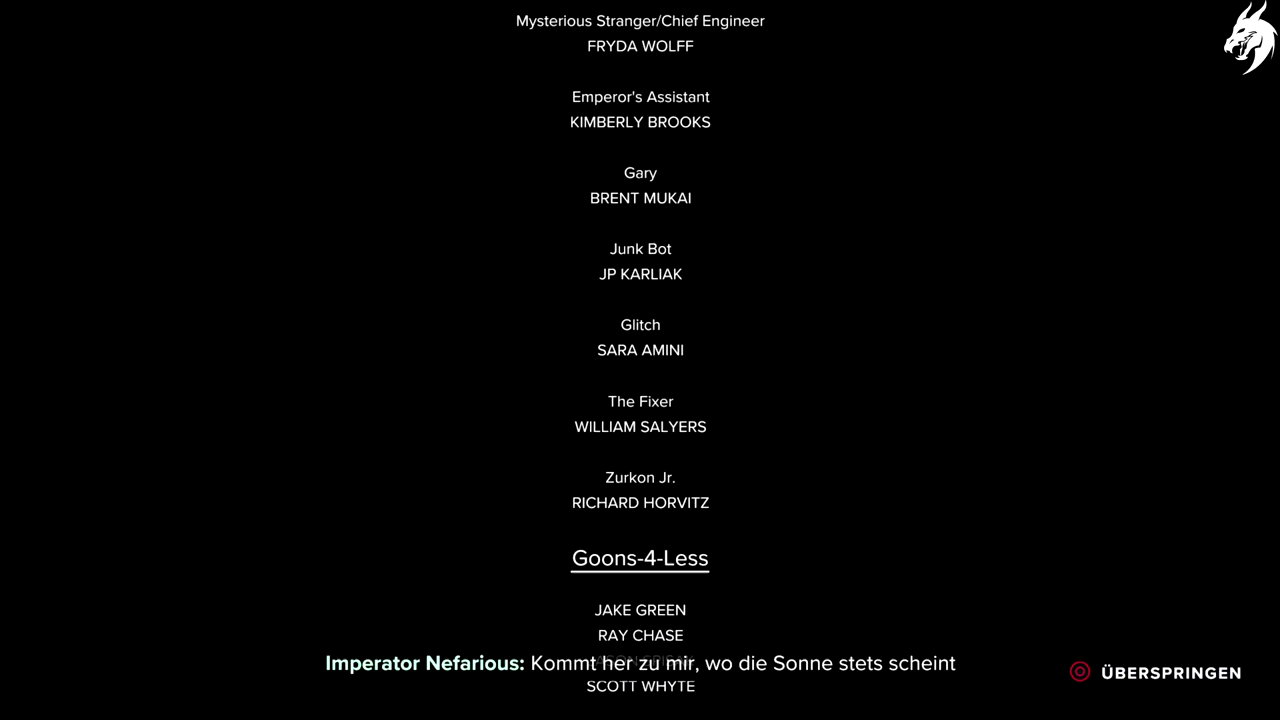 Mysterious Stranger/Chief Engineer
FRYDA WOLFF
Emperor's Assistant
KIMBERLY BROOKS
Gary
BRENT MUKAI
Junk Bot
JP KARLIAK
Glitch
SARA AMINI
The Fixer
WILLIAM SALYERS
Zurkon Jr.
RICHARD HORVITZ
Goons-4-Less
JAKE GREEN
RAY CHASE
Imperator Nefarious: Kommt hier zu mir, wo die Sonne stets scheint
ÜBERSPRINGEN
SCOTT WHYTE